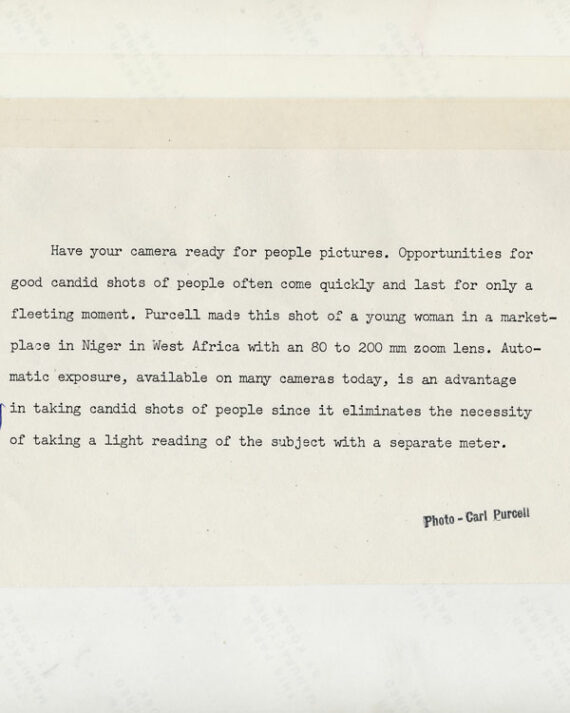 Have your camera ready for people pictures. Opportunities for
good candid shots of people often come quickly and last for only a
fleeting moment. Purcell made this shot of a young woman in a market-
place in Niger in West Africa with an 80 to 200 mm zoom lens. Auto-
matic exposure, available on many cameras today, is an advantage
in taking candid shots of people since it eliminates the necessity
of taking a light reading of the subject with a separate meter.
Photo - Carl Purcell